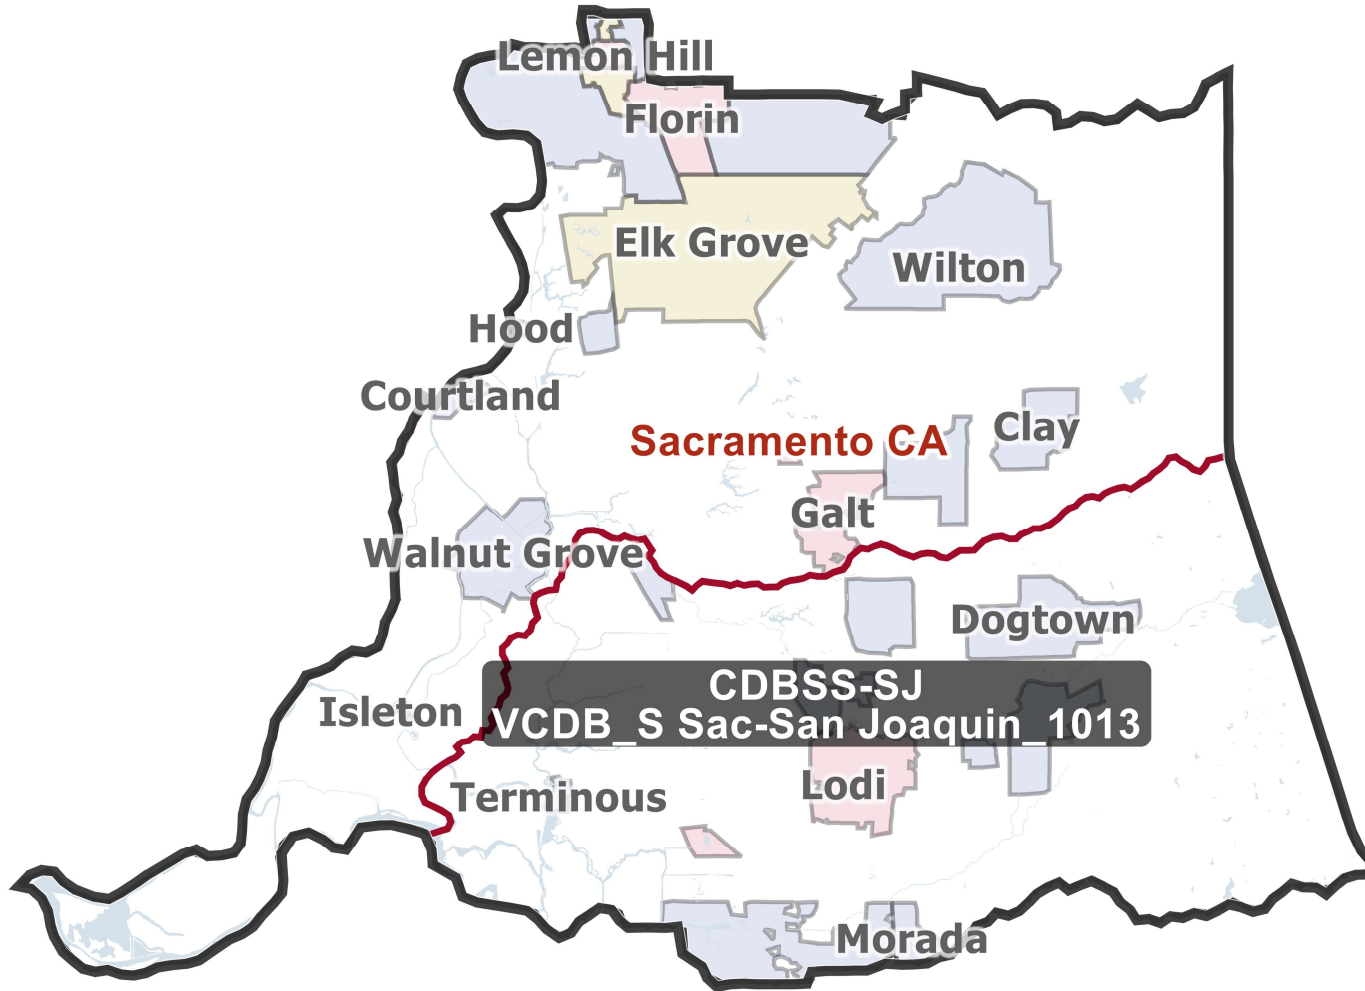 Lemon Hill
Florin
Elk Grove
Wilton
Hood
Courtland
Clay
Sacramento CA
Galt
Walnut Grove
Dogtown
CDBSS-SJ
VCDB_S Sac-San Joaquin_1013
Isleton
Lodi
Terminous
Morada